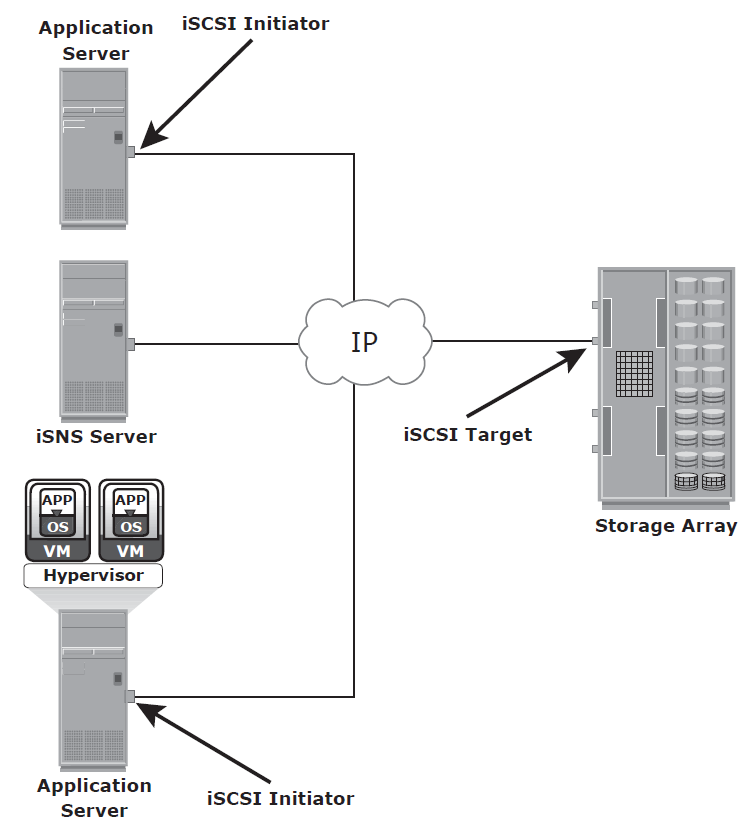 Application
Server
iSCSI Initiator
iSNS Server
IP
iSCSI Target
Storage Array
APP
OS
VM
APP
OS
VM
Hypervisor
Application
Server
iSCSI Initiator